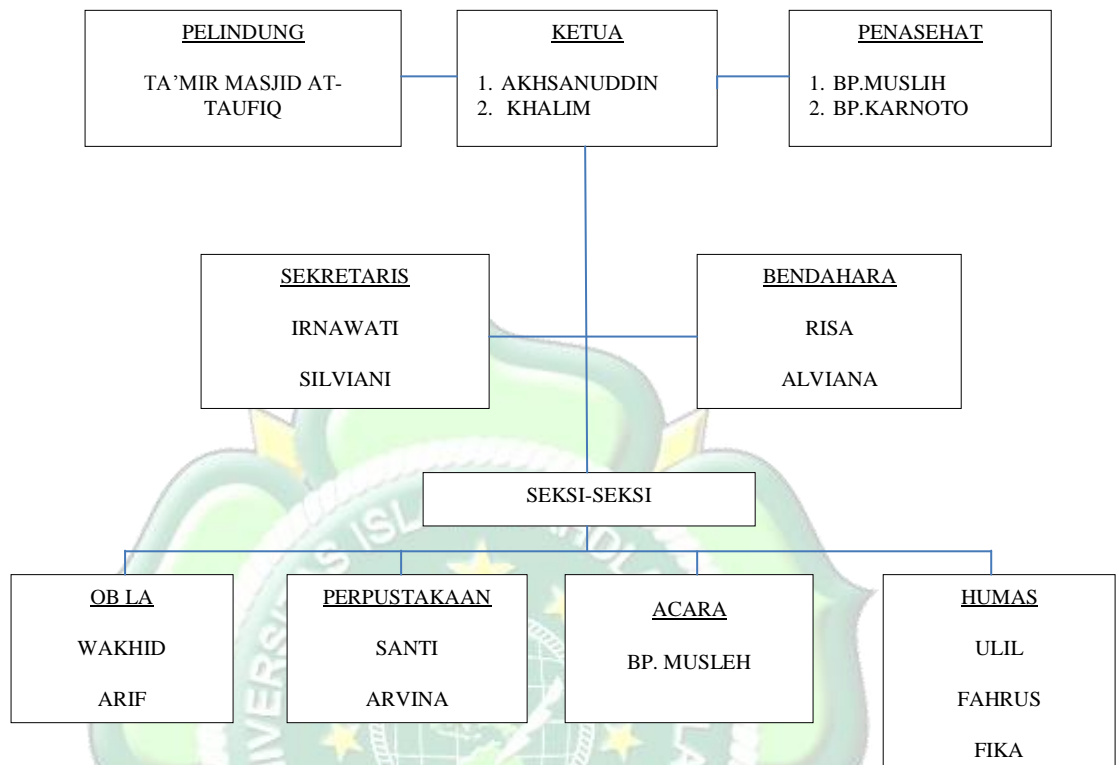 PELINDUNG
TA’MIR MASJID AT-
TAUFIQ
KETUA
1. AKHSANUDDIN
2. KHALIM
PENASEHAT
1. BP.MUSLIH
2. BP.KARNOTO
SEKRETARIS
IRNAWATI
SILVIANI
BENDAHARA
RISA
ALVIANA
SEKSI-SEKSI
OB LA
WAKHID
ARIF
PERPUSTAKAAN
SANTI
ARVINA
ACARA
BP. MUSLEH
HUMAS
ULIL
FAHRUS
FIKA